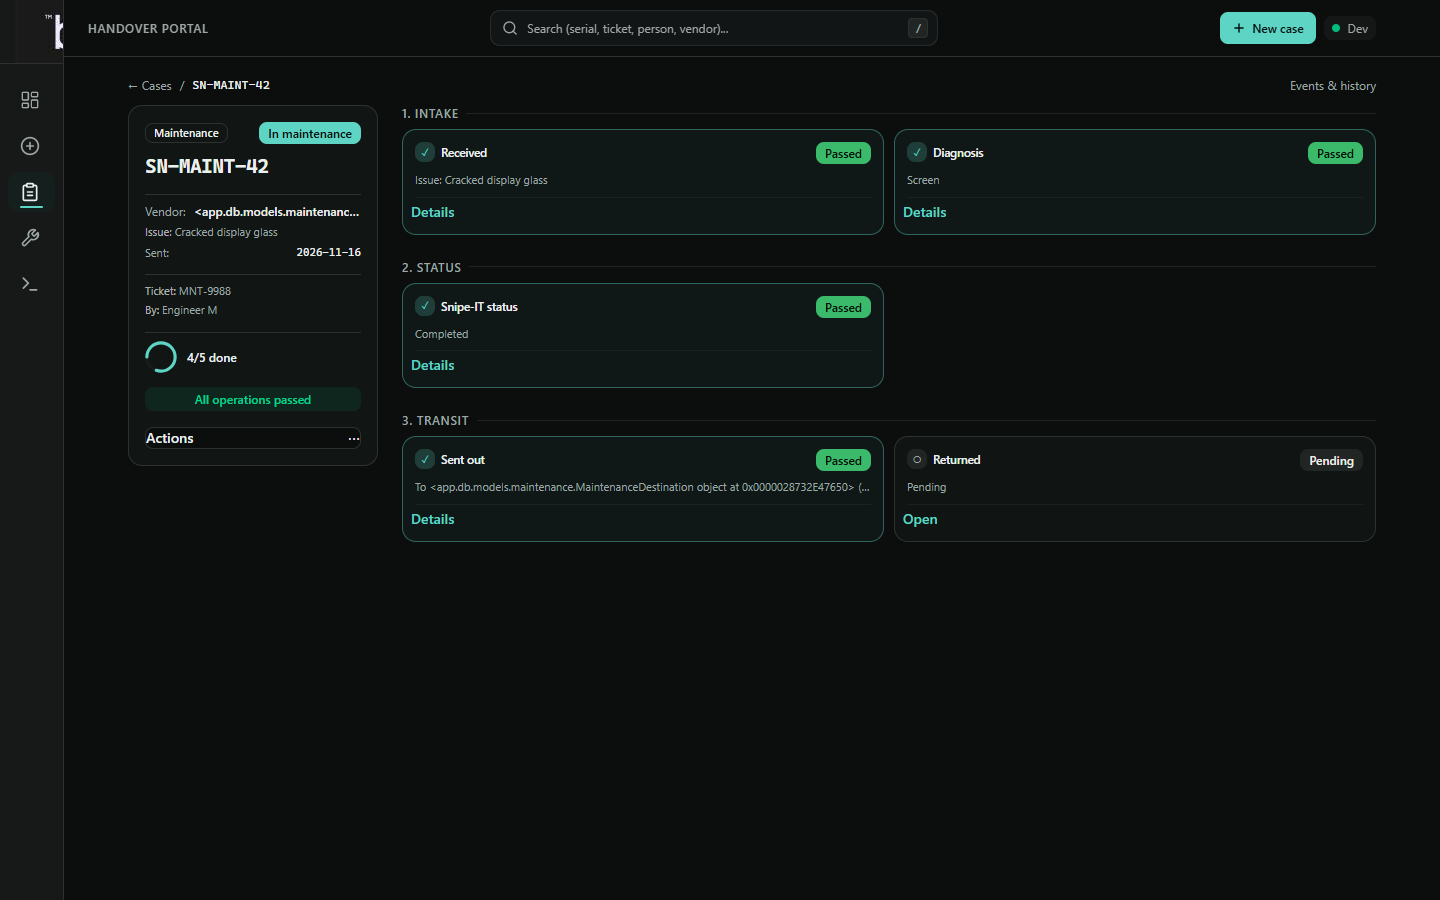 ™ b
HANDOVER PORTAL
Search (serial, ticket, person, vendor)...
/
+ New case
Dev
← Cases / SN-MAINT-42
Events & history
Maintenance
In maintenance
SN-MAINT-42
Vendor: <app.db.models.maintenanc...
Issue: Cracked display glass
Sent: 2026-11-16
Ticket: MNT-9988
By: Engineer M
4/5 done
All operations passed
Actions ...
1. INTAKE
✓ Received Passed
Issue: Cracked display glass
Details
✓ Diagnosis Passed
Screen
Details
2. STATUS
✓ Snipe-IT status Passed
Completed
Details
3. TRANSIT
✓ Sent out Passed
To <app.db.models.maintenance.MaintenanceDestination object at 0x0000028732E47650> (...
Details
○ Returned Pending
Pending
Open